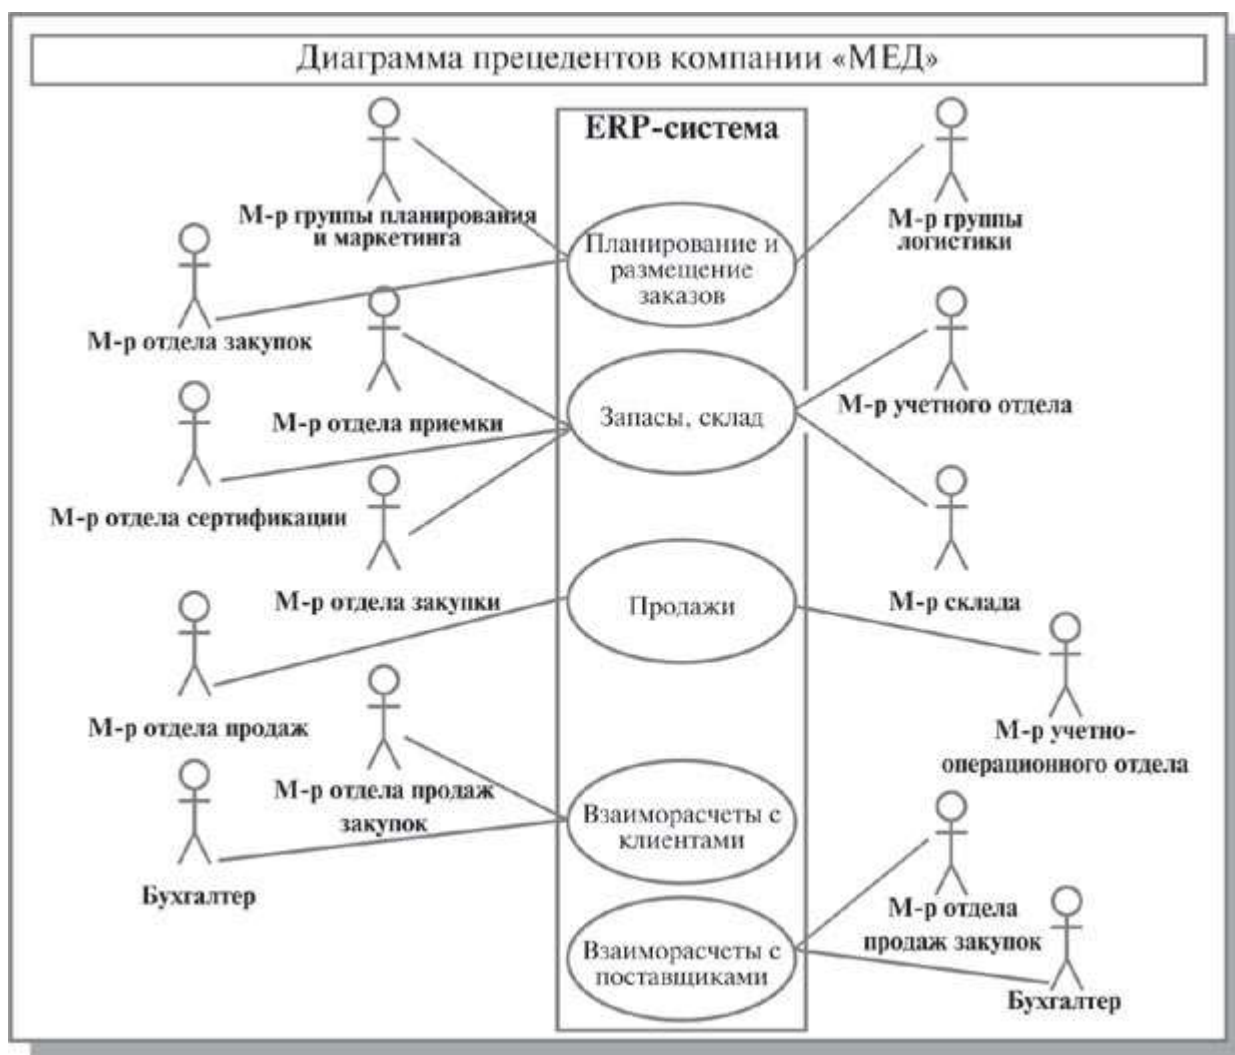 Диаграмма прецедентов компании «МЕД»
ERP-система
М-р группы планирования
и маркетинга
М-р группы
логистики
Планирование и
размещение
заказов
М-р отдела закупок
М-р отдела приемки
Запасы, склад
М-р учетного отдела
М-р отдела сертификации
М-р отдела закупки
Продажи
М-р склада
М-р отдела продаж
М-р учетно-
операционного отдела
М-р отдела продаж
закупок
Взаиморасчеты с
клиентами
Бухгалтер
М-р отдела
продаж закупок
Взаиморасчеты с
поставщиками
Бухгалтер